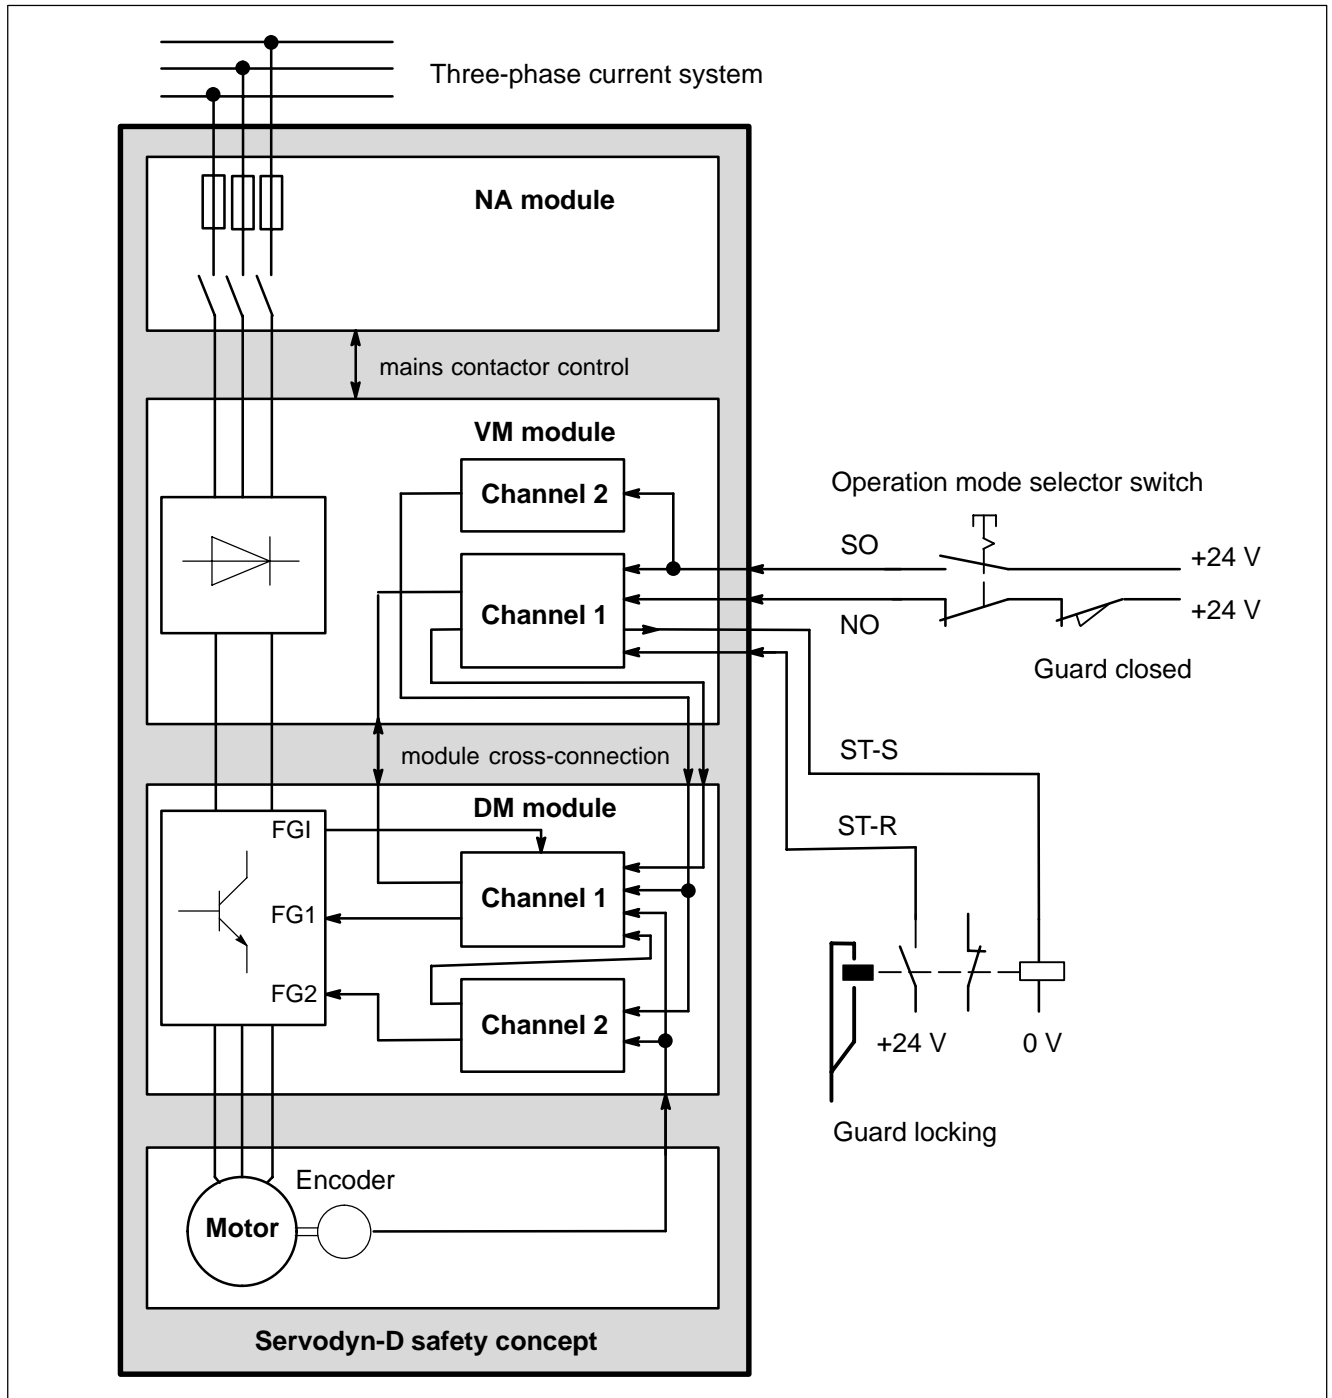 Three-phase current system
NA module
mains contactor control
VM module
Channel 2
Operation mode selector switch
SO
+24 V
Channel 1
NO
+24 V
Guard closed
module cross-connection
ST-S
DM module
FGI
ST-R
Channel 1
FG1
FG2
Channel 2
+24 V
0 V
Guard locking
Encoder
Motor
Servodyn-D safety concept